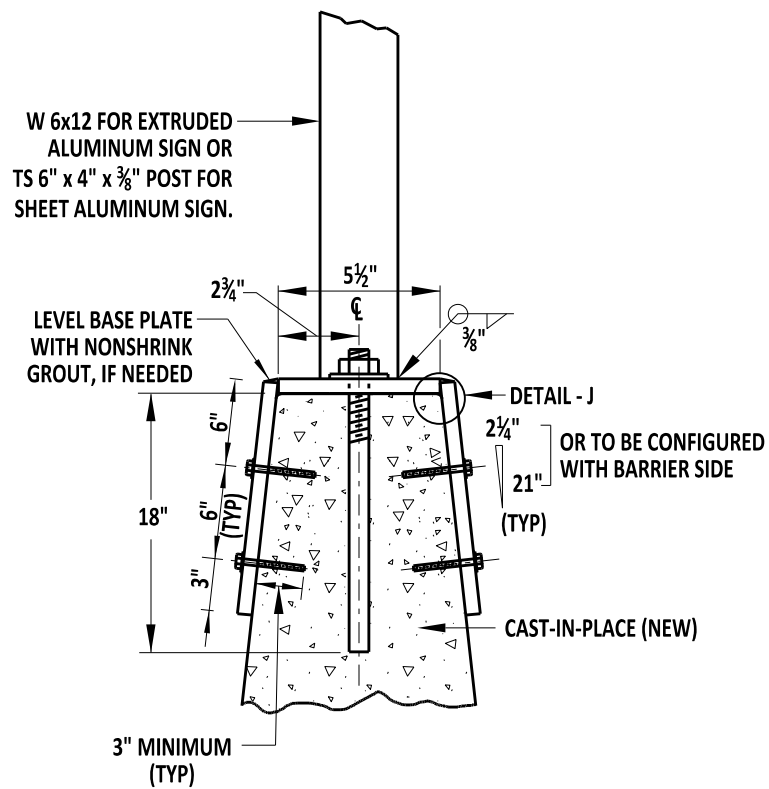 W 6x12 FOR EXTRUDED
ALUMINUM SIGN OR
TS 6" x 4" x ⅜" POST FOR
SHEET ALUMINUM SIGN.
5½"
2¾"
℄
LEVEL BASE PLATE
WITH NONSHRINK
GROUT, IF NEEDED
⅜"
DETAIL - J
6"
2¼"
21"
(TYP)
OR TO BE CONFIGURED
WITH BARRIER SIDE
18"
6"
(TYP)
3"
CAST-IN-PLACE (NEW)
3" MINIMUM
(TYP)